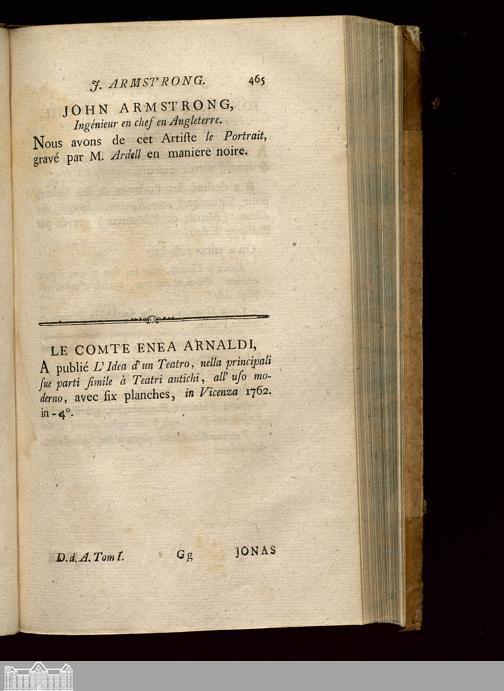 J. ARMSTRONG. 465
JOHN ARMSTRONG,
Ingénieur en chef en Angleterre.
Nous avons de cet Artiſte le Portrait,
gravé par M. Ardell en maniere noire.
LE COMTE ENEA ARNALDI,
A publié L'Idea d'un Teatro, nella principali
ſue parti ſimile à Teatri antichi, all' uſo mo-
derno, avec ſix planches, in Vicenza 1762.
in-4°.
D. d. A. Tom I. Gg JONAS